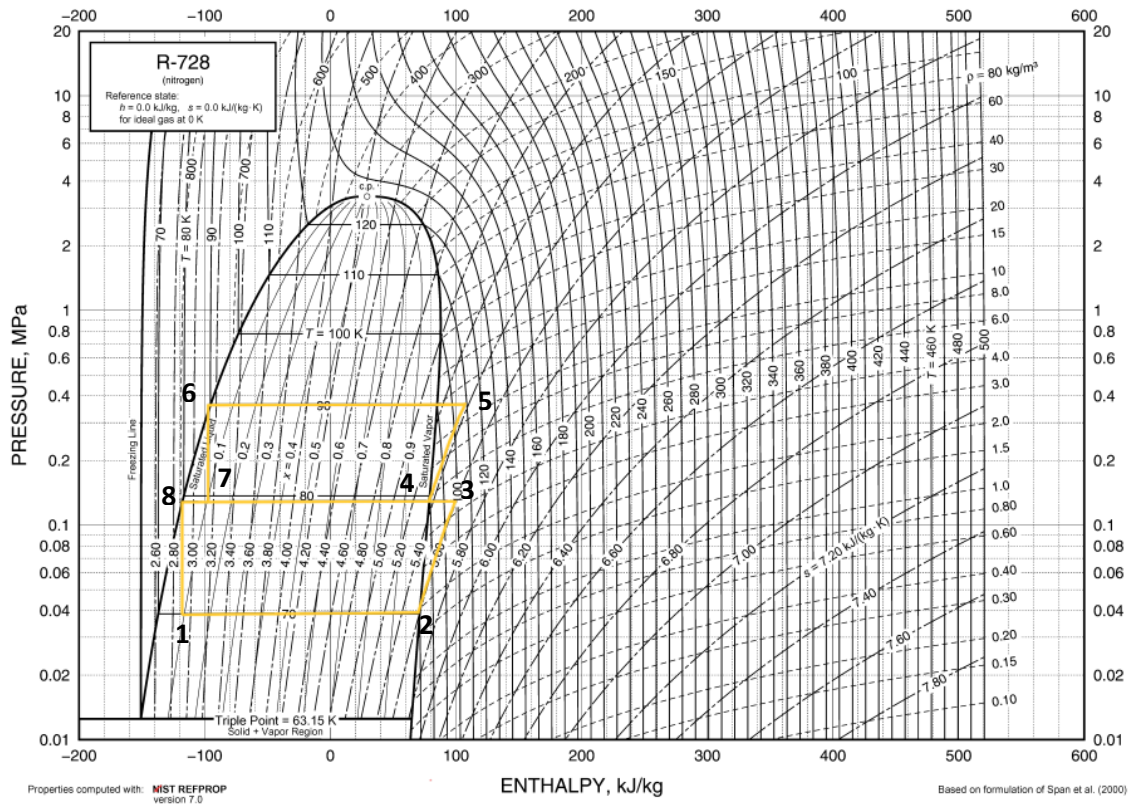 −200 −100 0 100 200 300 400 500 600
20 20
R-728
(nitrogen)
Reference state:
h = 0.0 kJ/kg, s = 0.0 kJ/(kg·K)
for ideal gas at 0 K
10 10
8 8
6 6
4 4
2 2
1 1
0.8 0.8
0.6 0.6
0.4 0.4
0.2 0.2
0.1 0.1
0.08 0.08
0.06 0.06
0.04 0.04
0.02 0.02
0.01 0.01
PRESSURE, MPa
600 500 400 300 200 150 100 ρ = 80 kg/m³
60
40
30
20
15
10
8.0
6.0
4.0
3.0
2.0
1.5
1.0
0.80
0.60
0.40
0.30
0.20
0.15
0.10
70 T = 80 K 90 100 110
800 700
c.p.
120
110
T = 100 K
80
70
6 5
7 4 3
8
1 2
Freezing Line
Saturated Liquid
Saturated Vapor
0.1 0.2 0.3 x = 0.4 0.5 0.6 0.7 0.8 0.9
100 120 140 160 180 200 220 240 260 280 300 320 340 360 380 400 420 440 T = 460 K 480 500
2.60 2.80 3.00 3.20 3.40 3.60 3.80 4.00 4.20 4.40 4.60 4.80 5.00 5.20 5.40 5.80 6.00 6.20 6.40 6.60 6.80 7.00 s = 7.20 kJ/(kg·K)
7.40
7.60
7.80
Triple Point = 63.15 K
Solid + Vapor Region
−200 −100 0 100 200 300 400 500 600
ENTHALPY, kJ/kg
Properties computed with: NIST REFPROP
version 7.0
Based on formulation of Span et al. (2000)